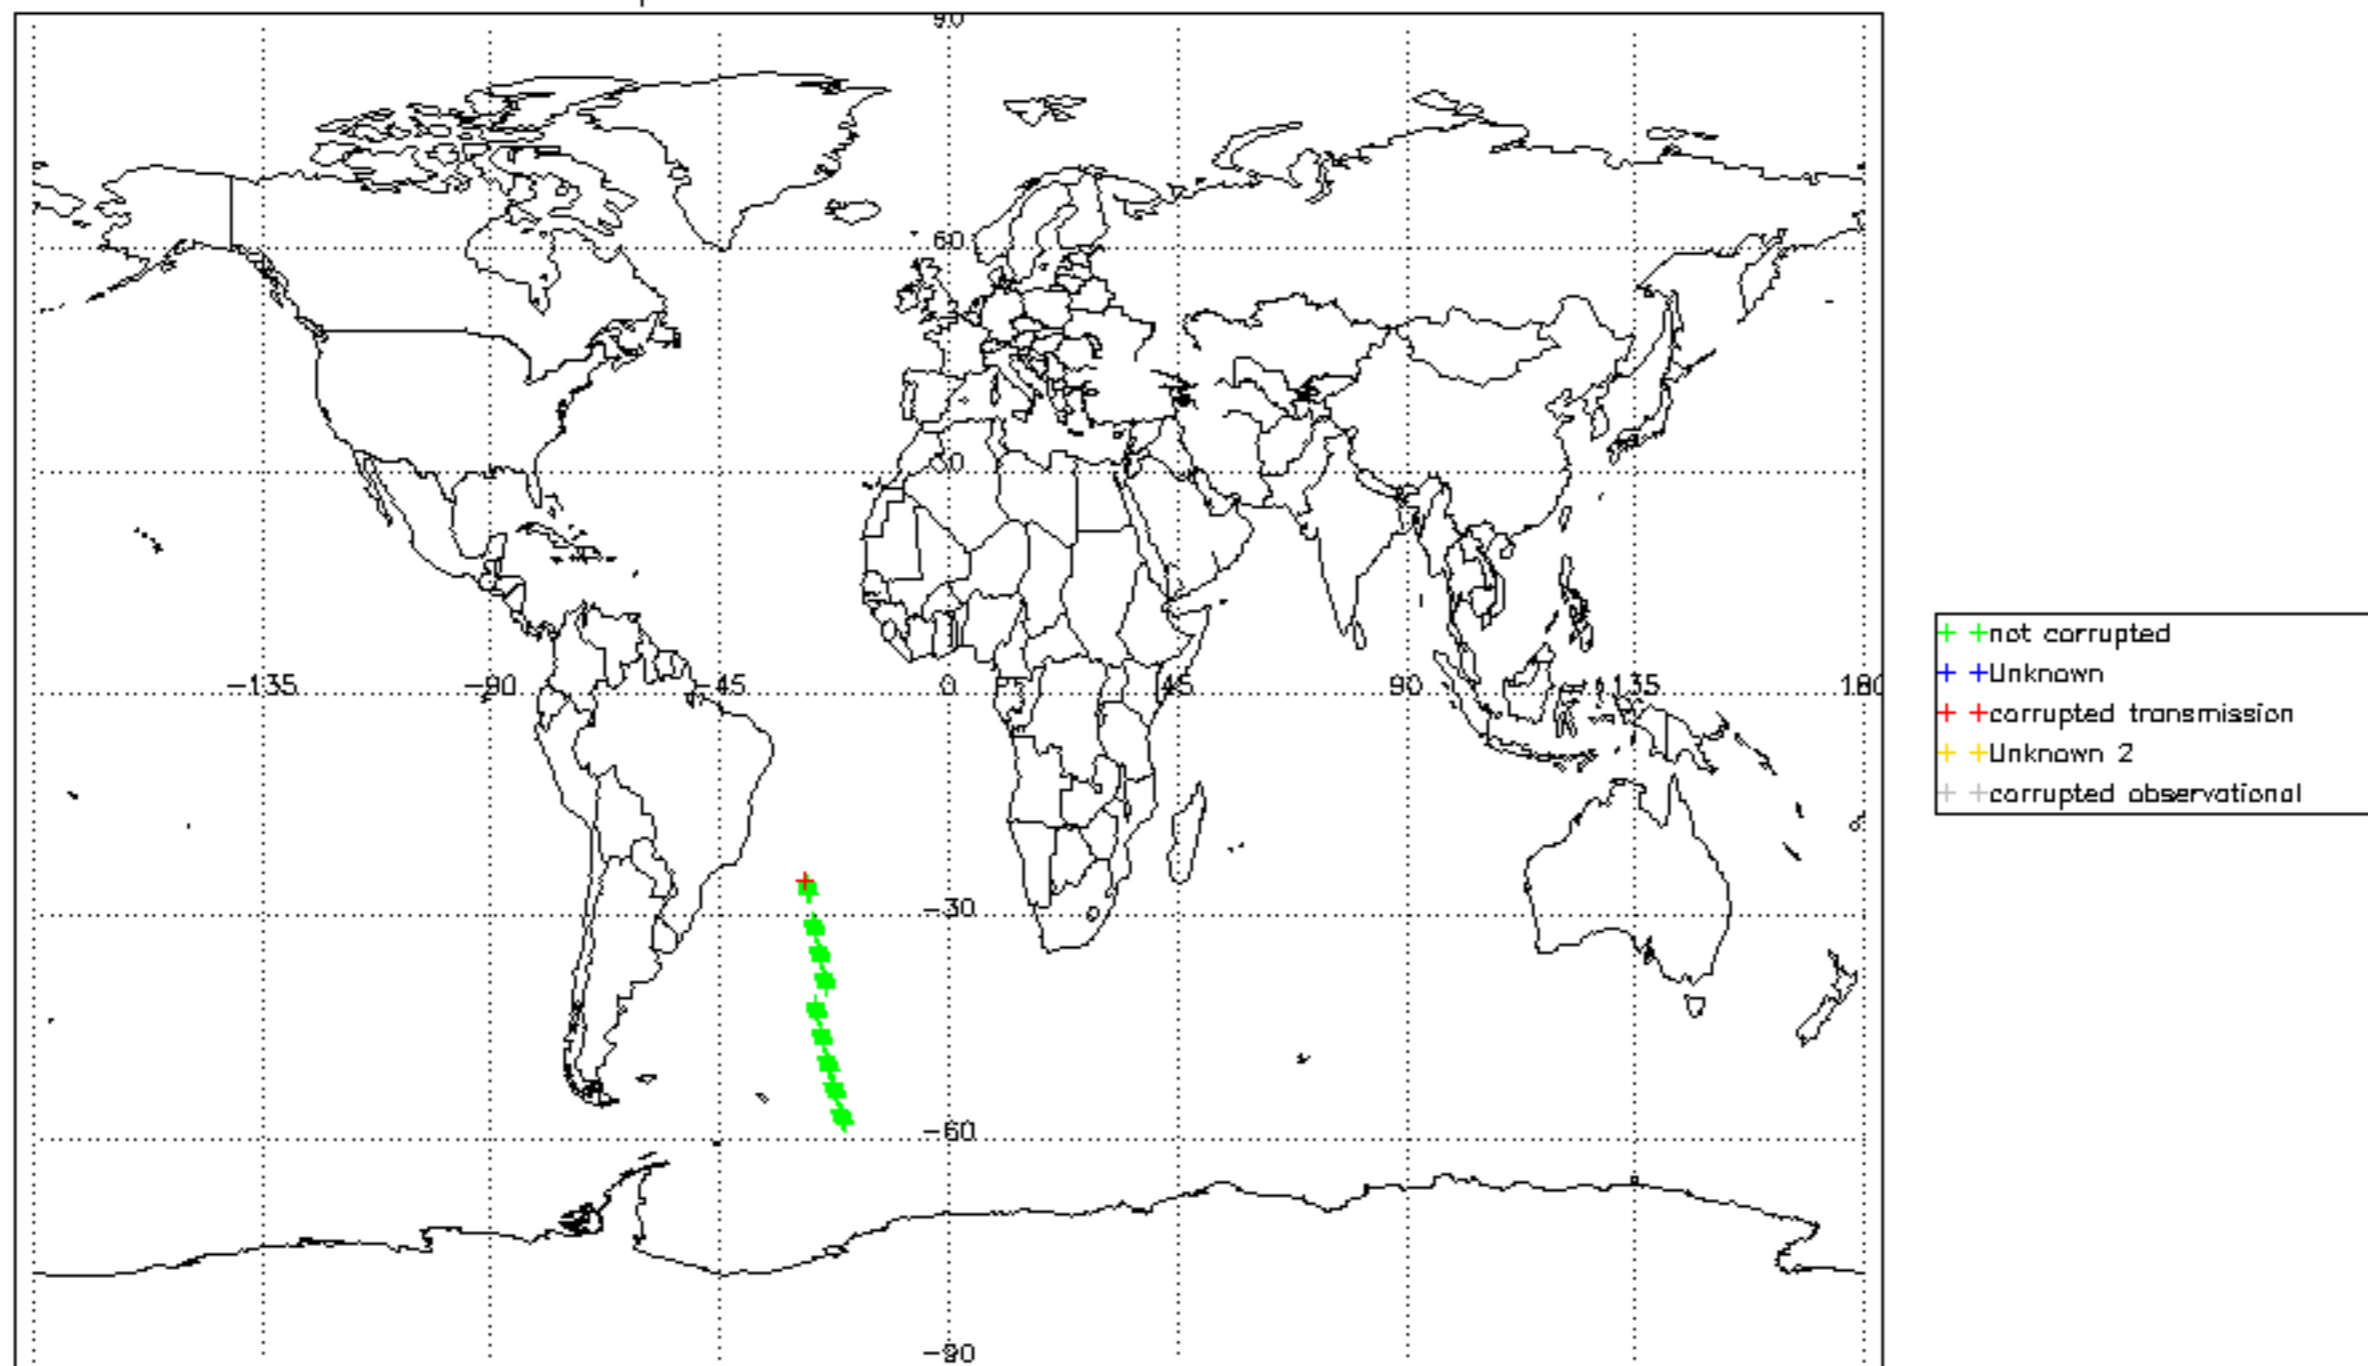 90
60
30
-135 -90 -45 0 45 90 135 180
-30
-60
-90
not corrupted
Unknown
corrupted transmission
Unknown 2
corrupted observational